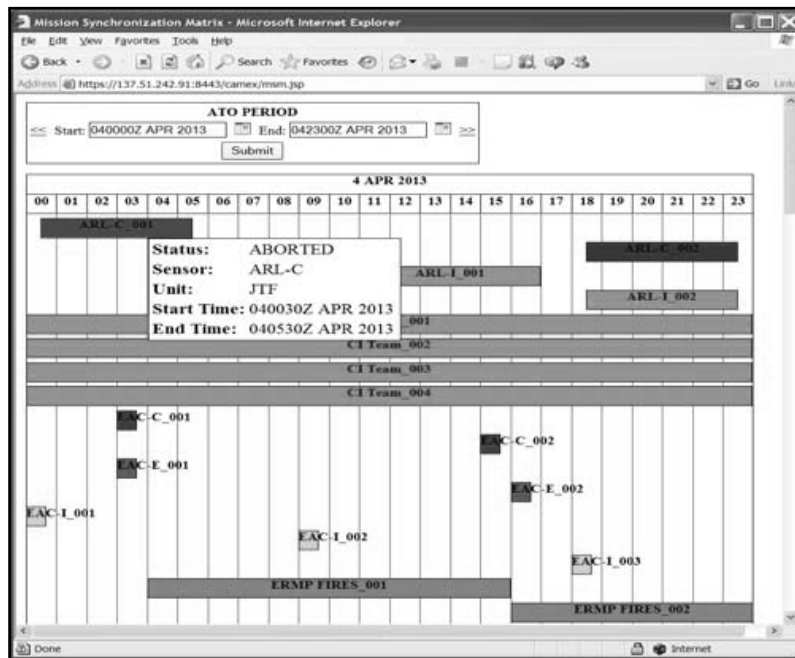 Mission Synchronization Matrix - Microsoft Internet Explorer
File Edit View Favorites Tools Help
Back Search Favorites
Address https://137.51.242.91:8443/camex/msm.jsp Go Links
ATO PERIOD
<< Start: 040000Z APR 2013 End: 042300Z APR 2013 >>
Submit
4 APR 2013
00 01 02 03 04 05 06 07 08 09 10 11 12 13 14 15 16 17 18 19 20 21 22 23
ARL-C_001
Status: ABORTED
ARL-C_002
Sensor: ARL-C
ARL-I_001
Unit: JTF
ARL-I_002
Start Time: 040030Z APR 2013
End Time: 040530Z APR 2013
_001
CI Team_002
CI Team_003
CI Team_004
EAC-C_001
EAC-C_002
EAC-E_001
EAC-E_002
EAC-I_001
EAC-I_002
EAC-I_003
ERMP FIRES_001
ERMP FIRES_002
Done Internet